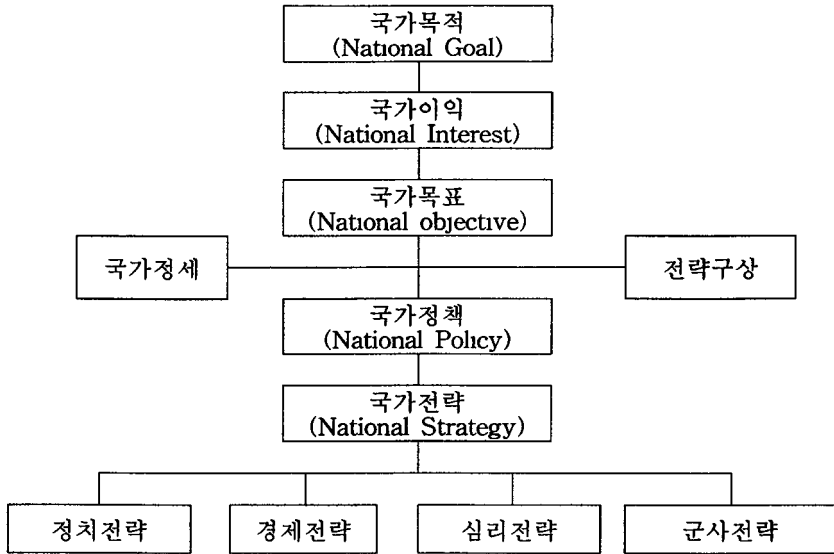 국가목적
(National Goal)
국가이익
(National Interest)
국가목표
(National objective)
국가정세
전략구상
국가정책
(National Policy)
국가전략
(National Strategy)
정치전략
경제전략
심리전략
군사전략